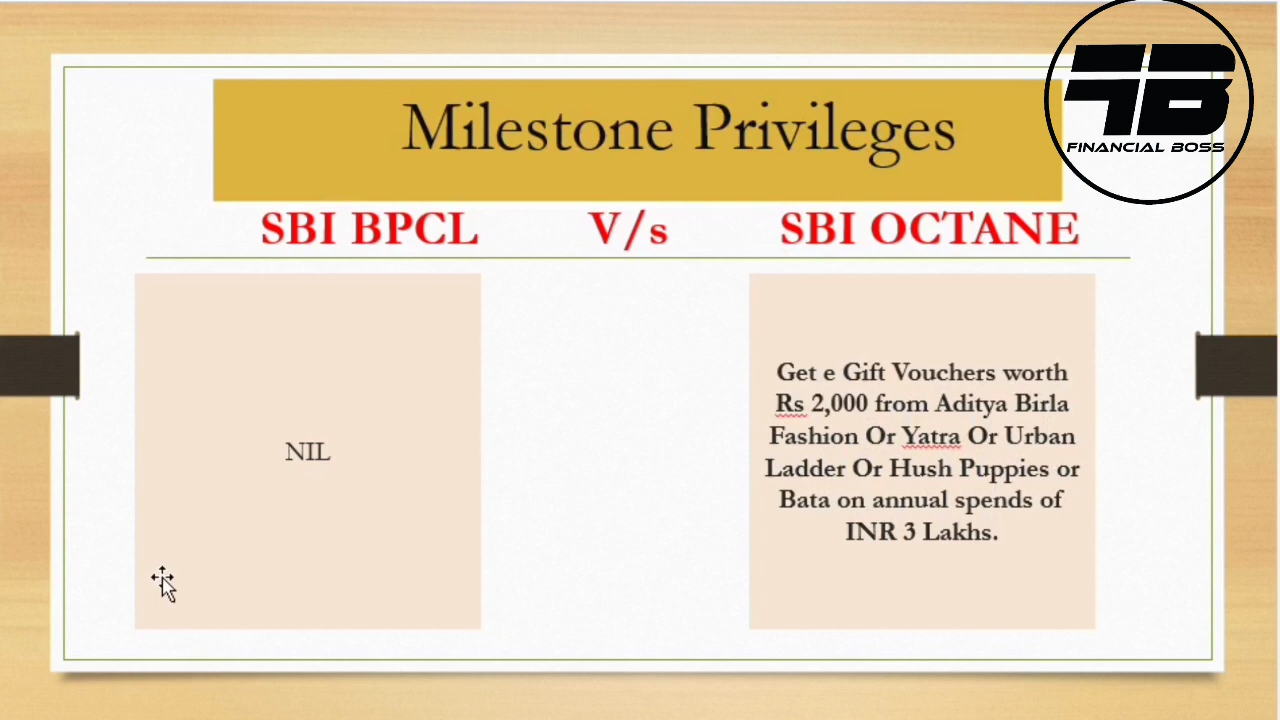 Milestone Privileges
FINANCIAL BOSS
SBI BPCL V/s SBI OCTANE
NIL
Get e Gift Vouchers worth
Rs 2,000 from Aditya Birla
Fashion Or Yatra Or Urban
Ladder Or Hush Puppies or
Bata on annual spends of
INR 3 Lakhs.